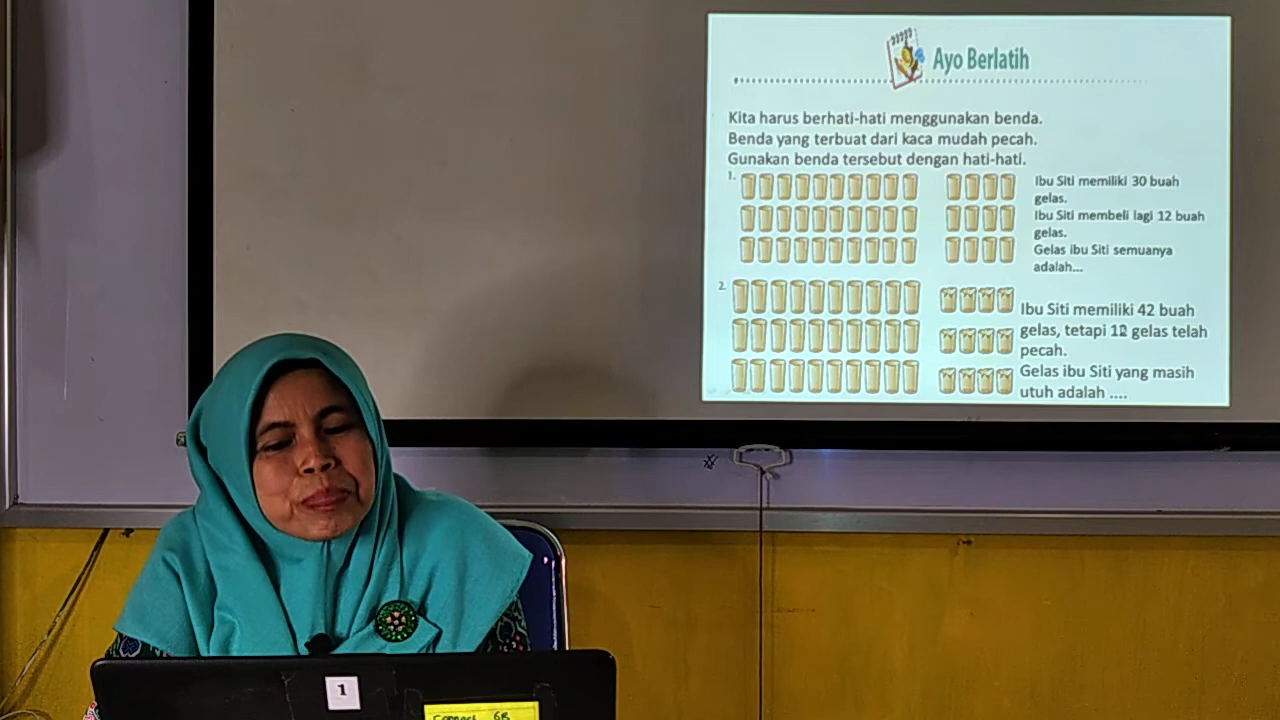 Ayo Berlatih
Kita harus berhati-hati menggunakan benda.
Benda yang terbuat dari kaca mudah pecah.
Gunakan benda tersebut dengan hati-hati.
1.
Ibu Siti memiliki 30 buah
gelas.
Ibu Siti membeli lagi 12 buah
gelas.
Gelas ibu Siti semuanya
adalah...
2.
Ibu Siti memiliki 42 buah
gelas, tetapi 12 gelas telah
pecah.
Gelas ibu Siti yang masih
utuh adalah ....
1
6B